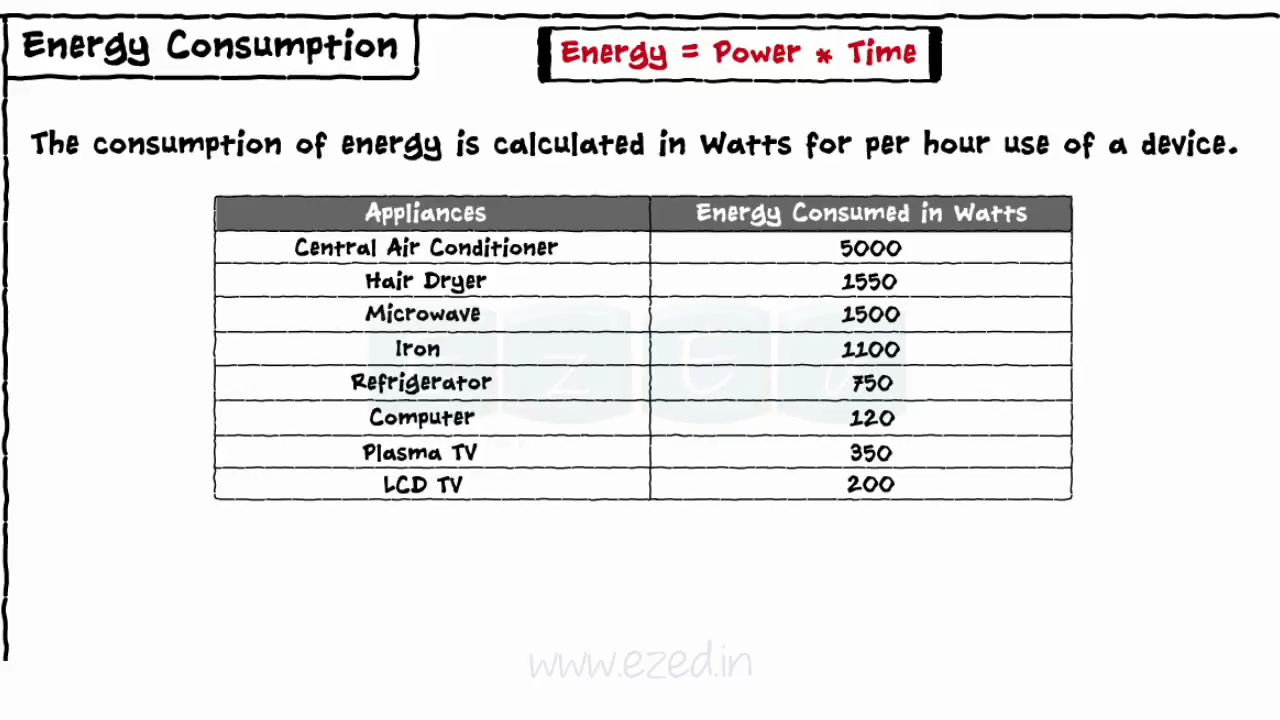 Energy Consumption
Energy = Power * Time
The consumption of energy is calculated in Watts for per hour use of a device.
Appliances Energy Consumed in Watts
Central Air Conditioner 5000
Hair Dryer 1550
Microwave 1500
Iron 1100
Refrigerator 750
Computer 120
Plasma TV 350
LCD TV 200
www.ezed.in